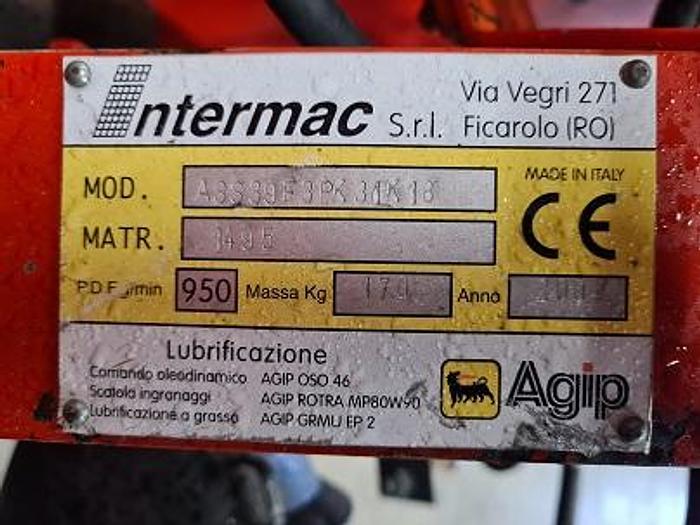 Intermac S.r.l.
Via Vegri 271
Ficarolo (RO)
MADE IN ITALY
MOD.
MATR. 1495
CE
P.D.F. g/min 950 Massa Kg Anno
Lubrificazione
Comando oleodinamico AGIP OSO 46
Scatola ingranaggi AGIP ROTRA MP80W90
Lubrificazione a grasso AGIP GRMU EP 2
Agip